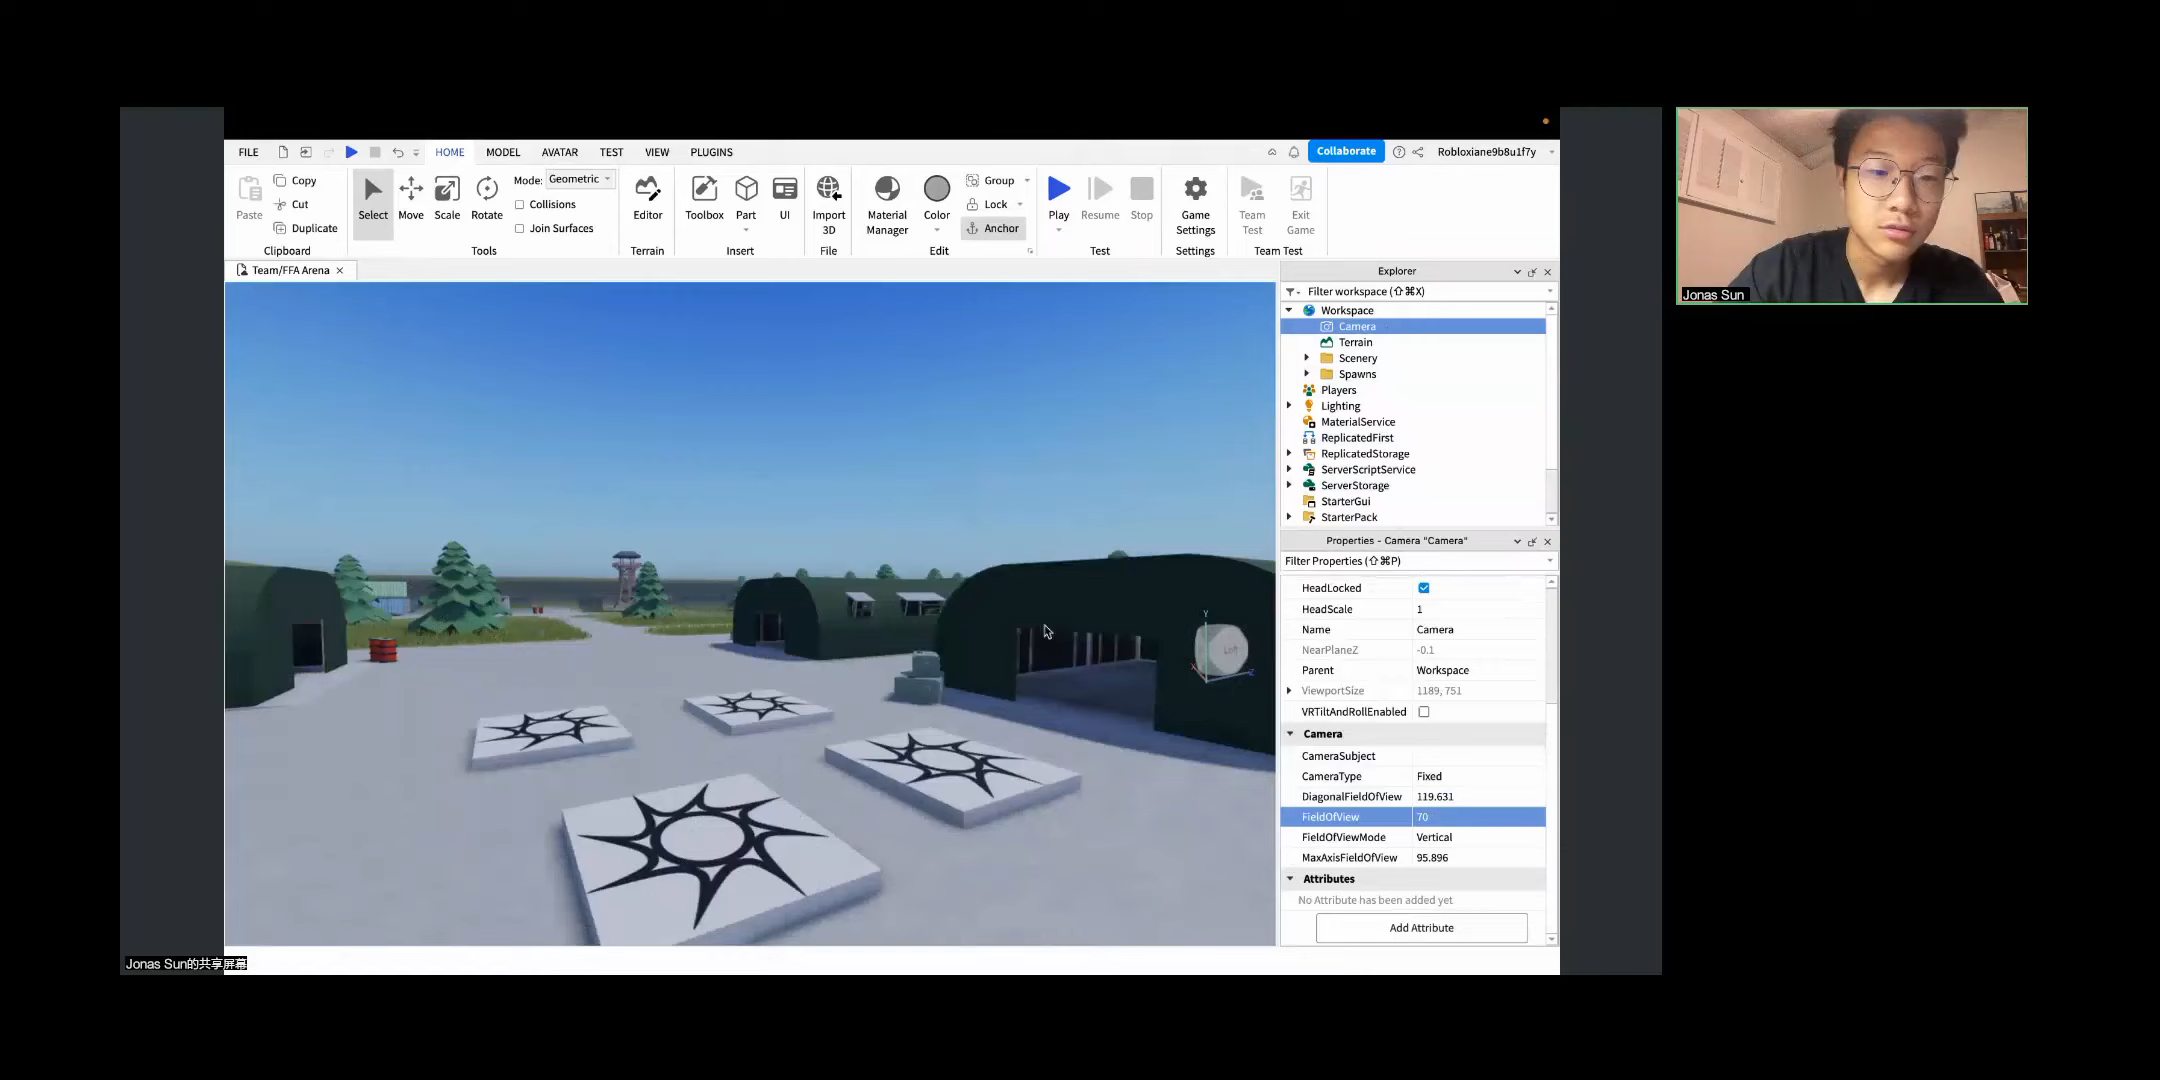 FILE HOME MODEL AVATAR TEST VIEW PLUGINS Collaborate Robloxiane9b8u1f7y
Paste Copy Cut Duplicate Clipboard
Select Move Scale Rotate Mode: Geometric Collisions Join Surfaces Tools
Editor Terrain
Toolbox Part UI Insert
Import 3D File
Material Manager Color Group Lock Anchor Edit
Play Resume Stop Test
Game Settings Settings
Team Test Exit Game Team Test
Team/FFA Arena
Y
X
Z
Left
Explorer
Filter workspace (⇧⌘X)
Workspace
Camera
Terrain
Scenery
Spawns
Players
Lighting
MaterialService
ReplicatedFirst
ReplicatedStorage
ServerScriptService
ServerStorage
StarterGui
StarterPack
Properties - Camera "Camera"
Filter Properties (⇧⌘P)
HeadLocked
HeadScale 1
Name Camera
NearPlaneZ -0.1
Parent Workspace
ViewportSize 1189, 751
VRTiltAndRollEnabled
Camera
CameraSubject
CameraType Fixed
DiagonalFieldOfView 119.631
FieldOfView 70
FieldOfViewMode Vertical
MaxAxisFieldOfView 95.896
Attributes
No Attribute has been added yet
Add Attribute
Jonas Sun的共享屏幕
Jonas Sun